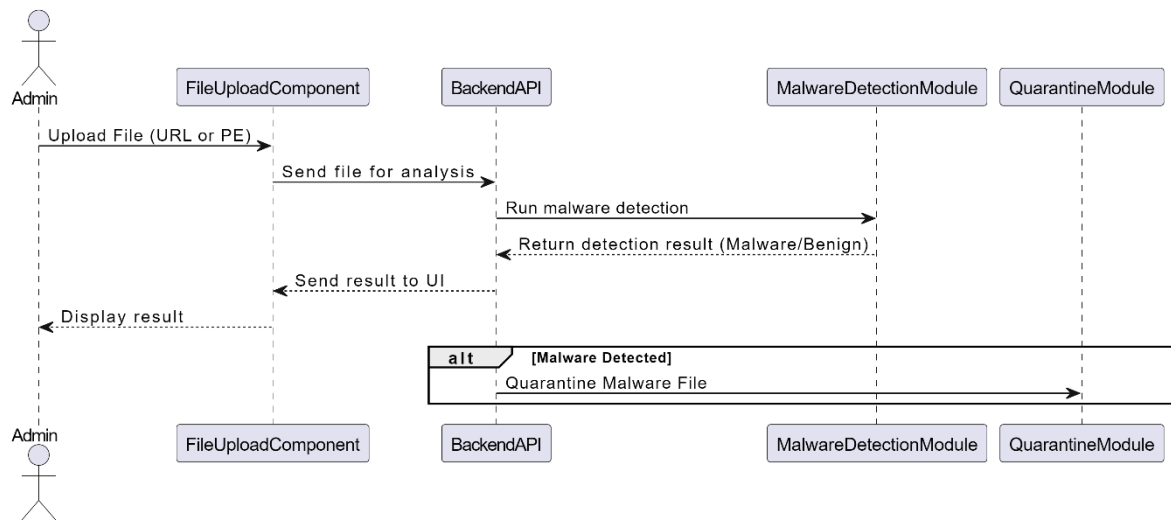 Admin
FileUploadComponent
BackendAPI
MalwareDetectionModule
QuarantineModule
Upload File (URL or PE)
Send file for analysis
Run malware detection
Return detection result (Malware/Benign)
Send result to UI
Display result
alt
[Malware Detected]
Quarantine Malware File
Admin
FileUploadComponent
BackendAPI
MalwareDetectionModule
QuarantineModule